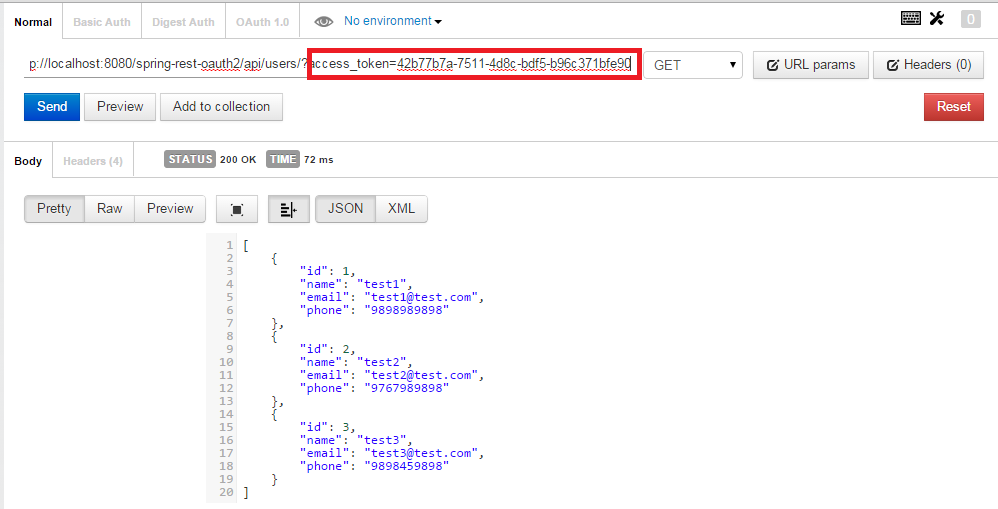 Normal Basic Auth Digest Auth OAuth 1.0 No environment 0
p://localhost:8080/spring-rest-oauth2/api/users/?access_token=42b77b7a-7511-4d8c-bdf5-b96c371bfe90 GET URL params Headers (0)
Send Preview Add to collection Reset
Body Headers (4) STATUS 200 OK TIME 72 ms
Pretty Raw Preview JSON XML
1 [
2 {
3 "id": 1,
4 "name": "test1",
5 "email": "test1@test.com",
6 "phone": "9898989898"
7 },
8 {
9 "id": 2,
10 "name": "test2",
11 "email": "test2@test.com",
12 "phone": "9767989898"
13 },
14 {
15 "id": 3,
16 "name": "test3",
17 "email": "test3@test.com",
18 "phone": "9898459898"
19 }
20 ]